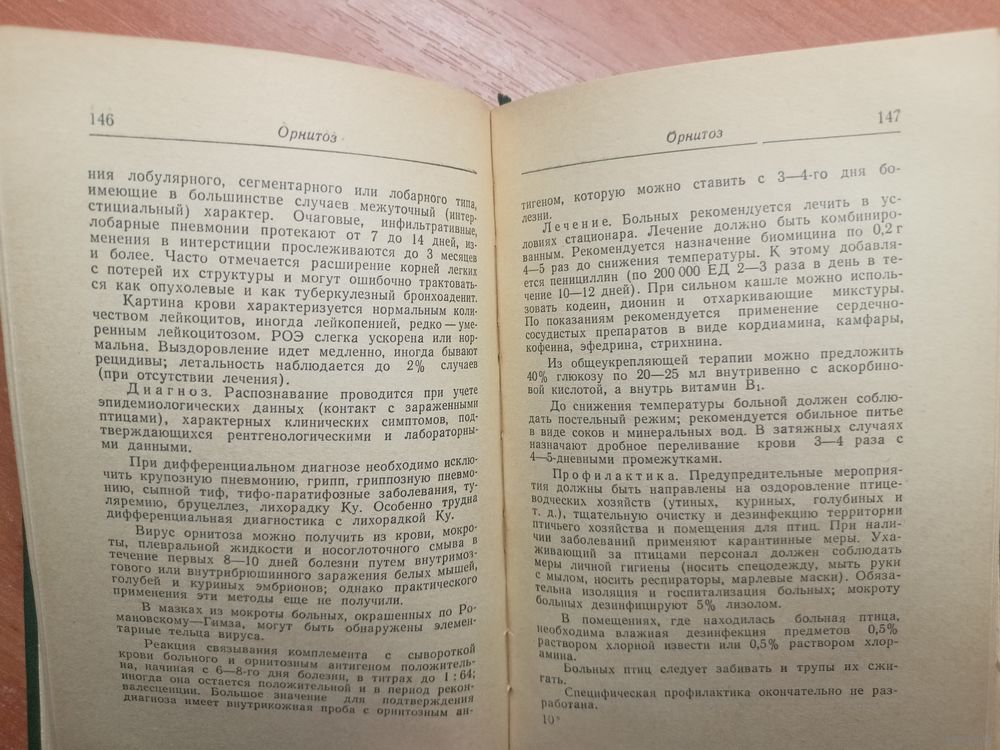 146
Орнитоз
ния лобулярного, сегментарного или лобарного типа,
имеющие в большинстве случаев межуточный (интер-
стициальный) характер. Очаговые, инфильтративные,
лобарные пневмонии протекают от 7 до 14 дней, из-
менения в интерстиции прослеживаются до 3 месяцев
и более. Часто отмечается расширение корней легких
с потерей их структуры и могут ошибочно трактовать-
ся как опухолевые и как туберкулезный бронхоаденит.
Картина крови характеризуется нормальным коли-
чеством лейкоцитов, иногда лейкопенией, редко — уме-
ренным лейкоцитозом. РОЭ слегка ускорена или нор-
мальна. Выздоровление идет медленно, иногда бывают
рецидивы; летальность наблюдается до 2% случаев
(при отсутствии лечения).
Диагноз. Распознавание проводится при учете
эпидемиологических данных (контакт с зараженными
птицами), характерных клинических симптомов, под-
тверждающихся рентгенологическими и лабораторны-
ми данными.
При дифференциальном диагнозе необходимо исклю-
чить крупозную пневмонию, грипп, гриппозную пневмо-
нию, сыпной тиф, тифо-паратифозные заболевания, ту-
ляремию, бруцеллез, лихорадку Ку. Особенно трудна
дифференциальная диагностика с лихорадкой Ку.
Вирус орнитоза можно получить из крови, мокро-
ты, плевральной жидкости и носоглоточного смыва в
течение первых 8—10 дней болезни путем внутримоз-
гового или внутрибрюшинного заражения белых мышей,
голубей и куриных эмбрионов; однако практического
применения эти методы еще не получили.
В мазках из мокроты больных, окрашенных по Ро-
мановскому—Гимза, могут быть обнаружены элемен-
тарные тельца вируса.
Реакция связывания комплемента с сывороткой
крови больного и орнитозным антигеном положитель-
на, начиная с 6—8-го дня болезни, в титрах до 1 : 64;
иногда она остается положительной и в период рекон-
валесценции. Большое значение для подтверждения
диагноза имеет внутрикожная проба с орнитозным ан-
147
Орнитоз
тигеном, которую можно ставить с 3—4-го дня бо-
лезни.
Лечение. Больных рекомендуется лечить в ус-
ловиях стационара. Лечение должно быть комбиниро-
ванным. Рекомендуется назначение биомицина по 0,2 г
4—5 раз до снижения температуры. К этому добавля-
ется пенициллин (по 200 000 ЕД 2—3 раза в день в те-
чение 10—12 дней). При сильном кашле можно исполь-
зовать кодеин, дионин и отхаркивающие микстуры.
По показаниям рекомендуется применение сердечно-
сосудистых препаратов в виде кордиамина, камфары,
кофеина, эфедрина, стрихнина.
Из общеукрепляющей терапии можно предложить
40% глюкозу по 20—25 мл внутривенно с аскорбино-
вой кислотой, а внутрь витамин В₁.
До снижения температуры больной должен соблю-
дать постельный режим; рекомендуется обильное питье
в виде соков и минеральных вод. В затяжных случаях
назначают дробное переливание крови 3—4 раза с
4—5-дневными промежутками.
Профилактика. Предупредительные мероприя-
тия должны быть направлены на оздоровление птице-
водческих хозяйств (утиных, куриных, голубиных и
т. д.), тщательную очистку и дезинфекцию территории
птичьего хозяйства и помещения для птиц. При нали-
чии заболеваний применяют карантинные меры. Уха-
живающий за птицами персонал должен соблюдать
меры личной гигиены (носить спецодежду, мыть руки
с мылом, носить респираторы, марлевые маски). Обяза-
тельна изоляция и госпитализация больных; мокроту
больных дезинфицируют 5% лизолом.
В помещениях, где находилась больная птица,
необходима влажная дезинфекция предметов 0,5%
раствором хлорной извести или 0,5% раствором хлор-
амина.
Больных птиц следует забивать и трупы их сжи-
гать.
Специфическая профилактика окончательно не раз-
работана.
10*